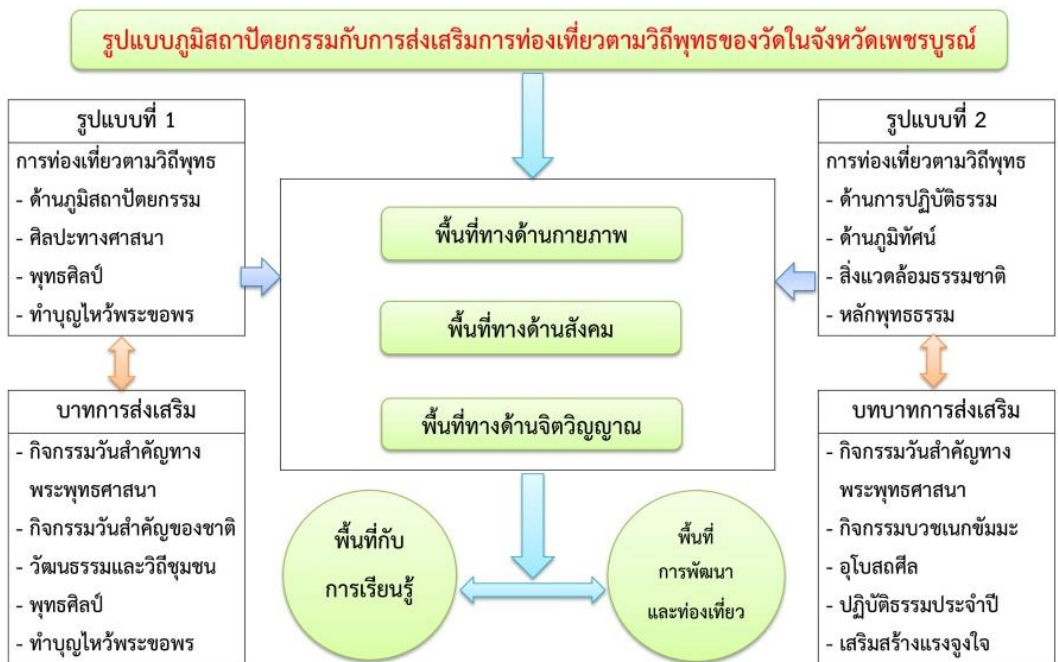 รูปแบบภูมิสถาปัตยกรรมกับการส่งเสริมการท่องเที่ยวตามวิถีพุทธของวัดในจังหวัดเพชรบูรณ์
รูปแบบที่ 1
การท่องเที่ยวตามวิถีพุทธ
- ด้านภูมิสถาปัตยกรรม
- ศิลปะทางศาสนา
- พุทธศิลป์
- ทำบุญไหว้พระขอพร
บาทการส่งเสริม
- กิจกรรมวันสำคัญทาง
พระพุทธศาสนา
- กิจกรรมวันสำคัญของชาติ
- วัฒนธรรมและวิถีชุมชน
- พุทธศิลป์
- ทำบุญไหว้พระขอพร
พื้นที่ทางด้านกายภาพ
พื้นที่ทางด้านสังคม
พื้นที่ทางด้านจิตวิญญาณ
พื้นที่กับ
การเรียนรู้
พื้นที่
การพัฒนา
และท่องเที่ยว
รูปแบบที่ 2
การท่องเที่ยวตามวิถีพุทธ
- ด้านการปฏิบัติธรรม
- ด้านภูมิทัศน์
- สิ่งแวดล้อมธรรมชาติ
- หลักพุทธธรรม
บทบาทการส่งเสริม
- กิจกรรมวันสำคัญทาง
พระพุทธศาสนา
- กิจกรรมบวชเนกขัมมะ
- อุโบสถศีล
- ปฏิบัติธรรมประจำปี
- เสริมสร้างแรงจูงใจ